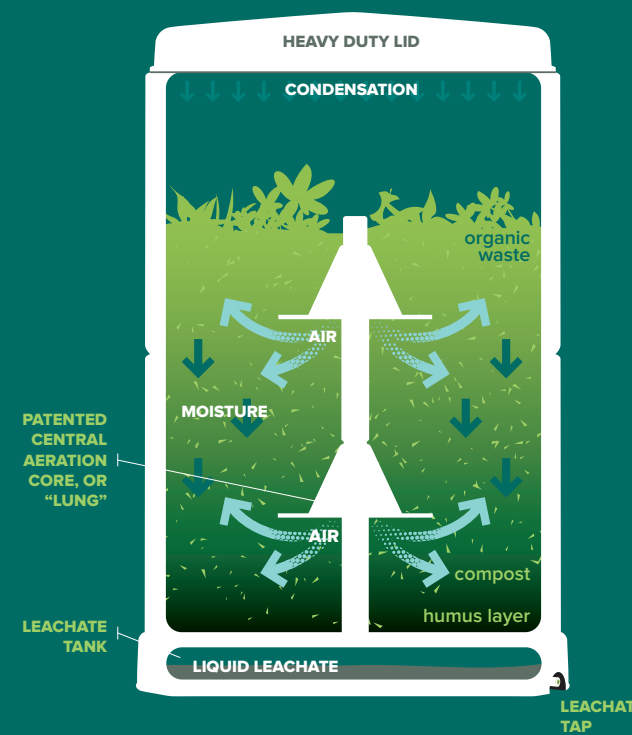 HEAVY DUTY LID
CONDENSATION
organic
waste
AIR
MOISTURE
PATENTED
CENTRAL
AERATION
CORE, OR
“LUNG”
AIR
compost
humus layer
LEACHATE
TANK
LIQUID LEACHATE
LEACHAT
TAP